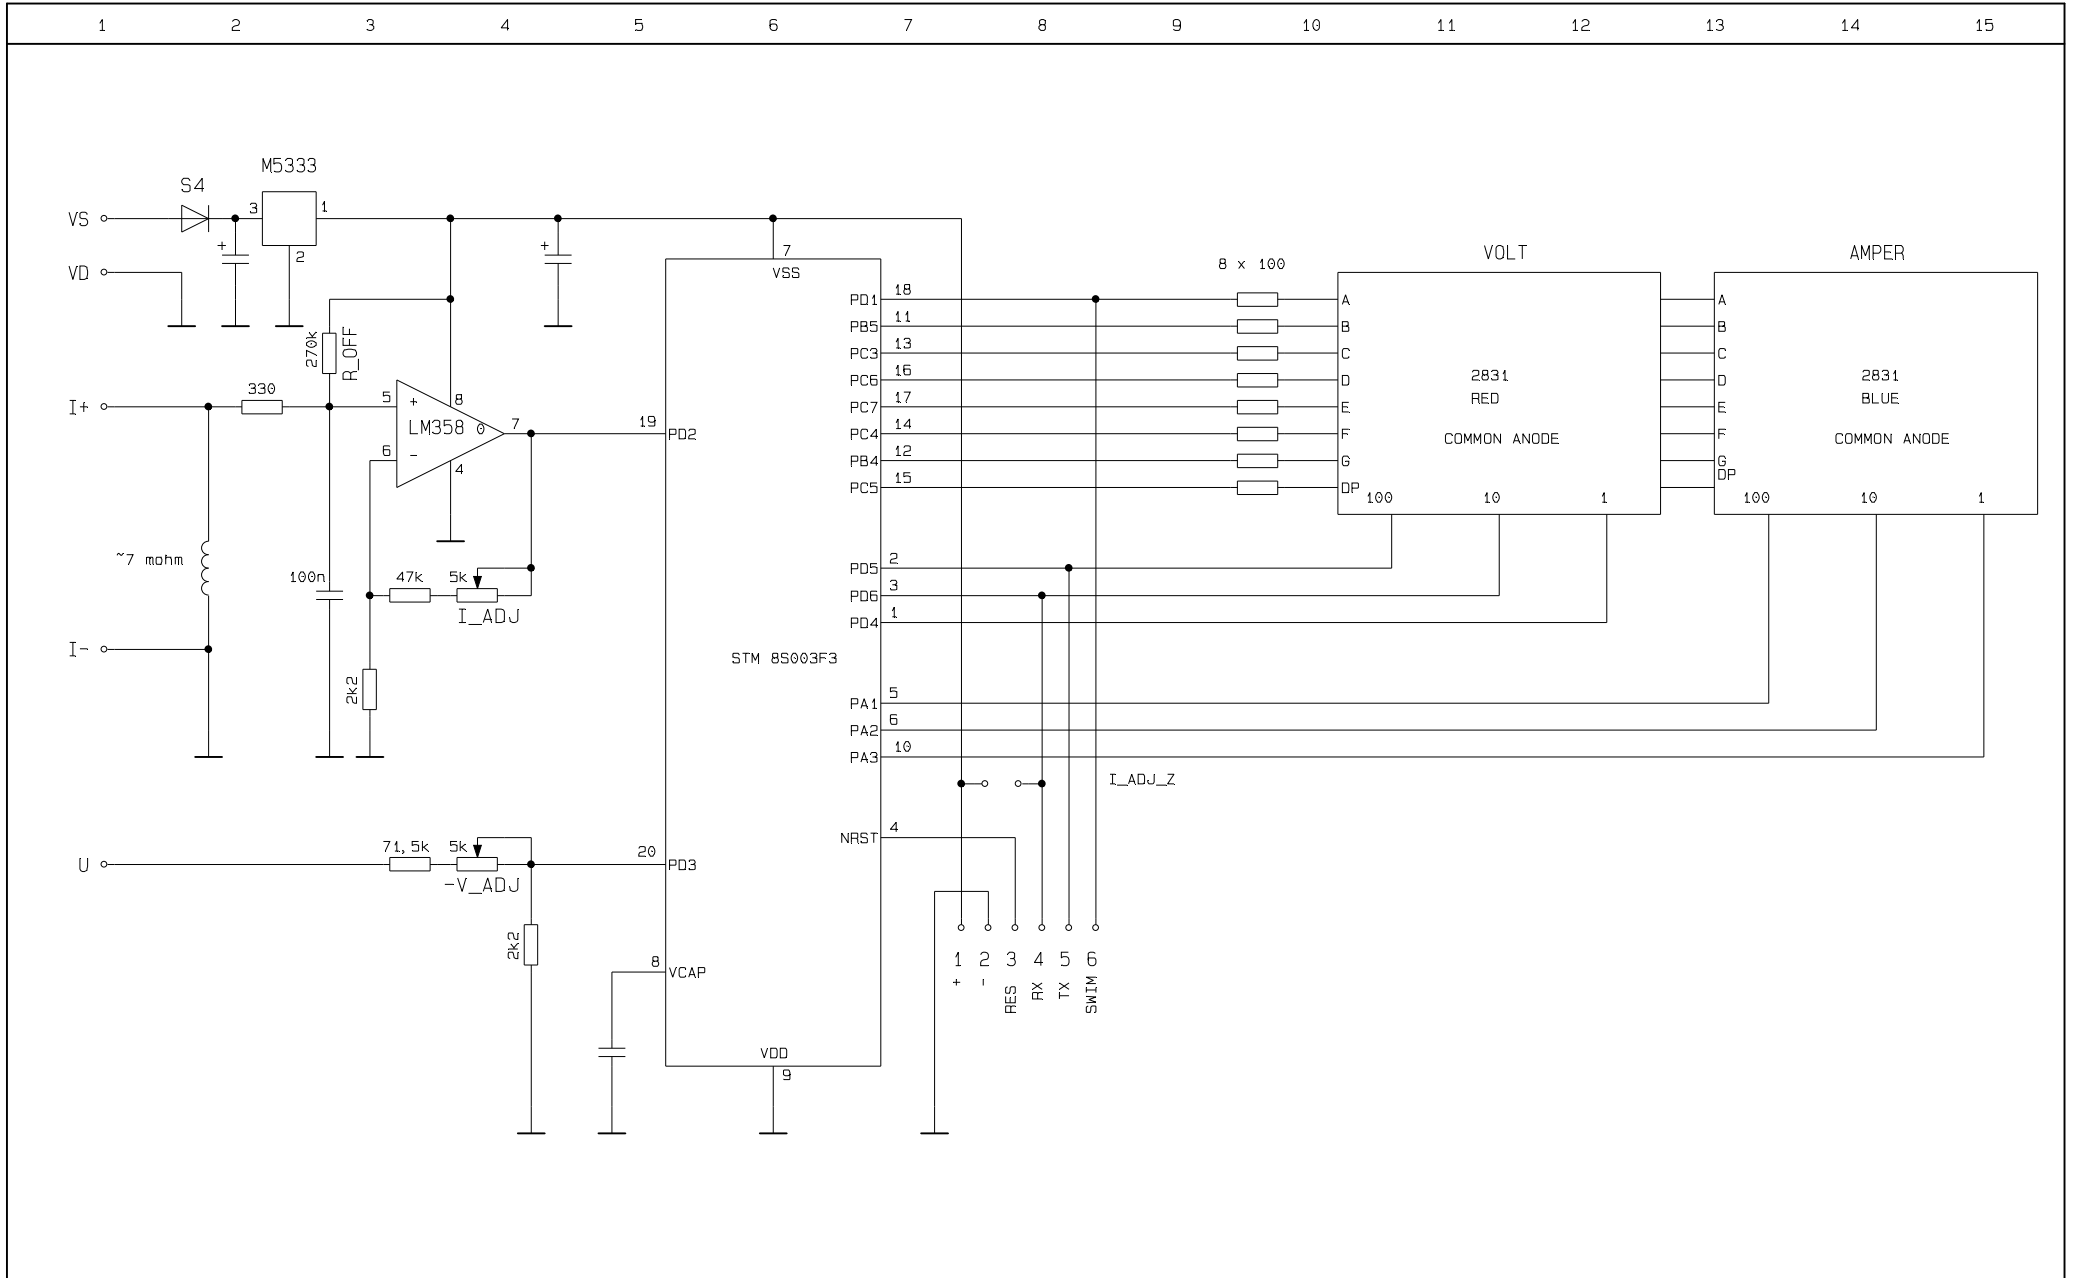 1 2 3 4 5 6 7 8 9 10 11 12 13 14 15
M5333
S4
VS
3
1
+
2
+
VD
7
VSS
VOLT
AMPER
8 x 100
PD1 18 A A
PB5 11 B B
PC3 13 C C
PC6 16 D D
PC7 17 E E
PC4 14 F F
PB4 12 G G
PC5 15 DP DP
2831
RED
COMMON ANODE
100 10 1
2831
BLUE
COMMON ANODE
100 10 1
270k
R_OFF
330
I+
5
+
8
LM358 0
7
6
-
4
19
PD2
~7 mohm
100n
47k
5k
I_ADJ
I-
2k2
PD5 2
PD6 3
PD4 1
STM 8S003F3
PA1 5
PA2 6
PA3 10
I_ADJ_Z
NRST 4
U
71,5k
5k
-V_ADJ
20
PD3
2k2
8
VCAP
VDD
9
1 2 3 4 5 6
+ - RES RX TX SWIM